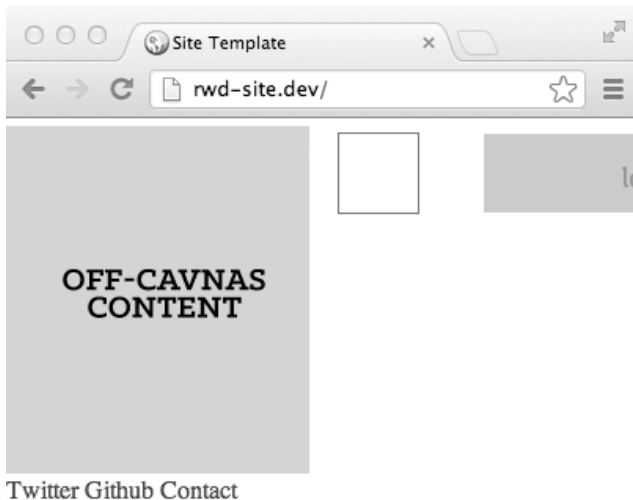 Site Template
rwd-site.dev/
OFF-CAVNAS
CONTENT
Twitter Github Contact